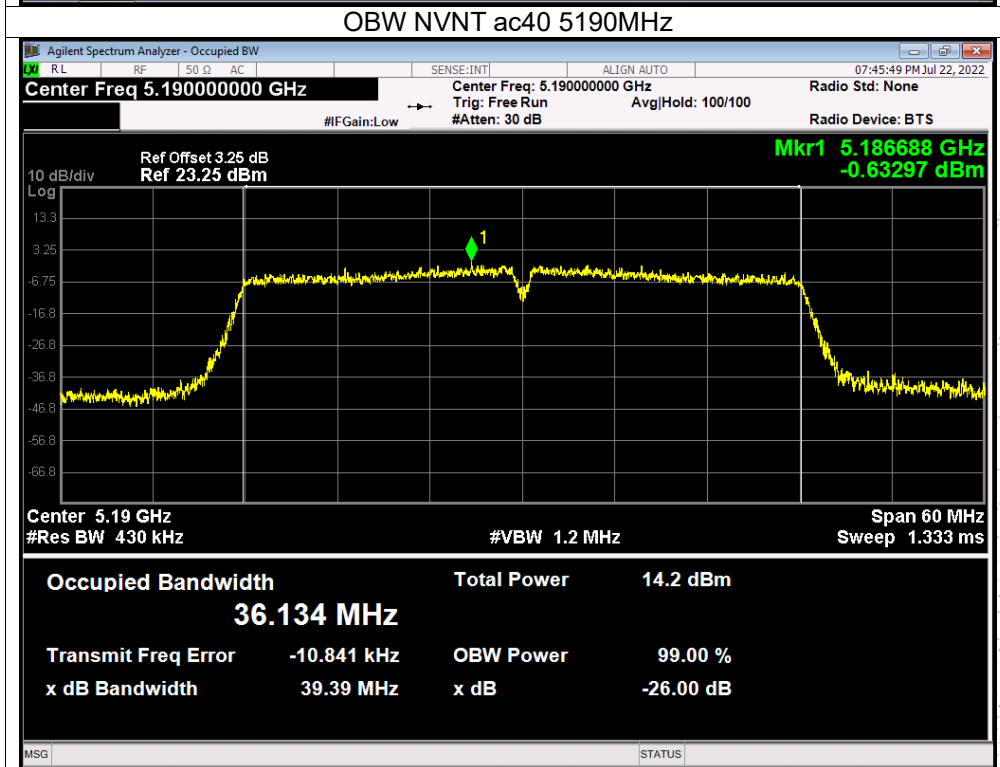 OBW NVNT ac40 5190MHz
Agilent Spectrum Analyzer - Occupied BW
LXI RL RF 50 Ω AC SENSE:INT ALIGN AUTO 07:45:49 PM Jul 22, 2022
Center Freq 5.190000000 GHz Center Freq: 5.190000000 GHz Radio Std: None
Trig: Free Run Avg|Hold: 100/100
#IFGain:Low #Atten: 30 dB Radio Device: BTS
Mkr1 5.186688 GHz
-0.63297 dBm
Ref Offset 3.25 dB
10 dB/div Ref 23.25 dBm
Log
13.3
1
3.25
-6.75
-16.8
-26.8
-36.8
-46.8
-56.8
-66.8
Center 5.19 GHz Span 60 MHz
#Res BW 430 kHz #VBW 1.2 MHz Sweep 1.333 ms
Occupied Bandwidth Total Power 14.2 dBm
36.134 MHz
Transmit Freq Error -10.841 kHz OBW Power 99.00 %
x dB Bandwidth 39.39 MHz x dB -26.00 dB
MSG STATUS